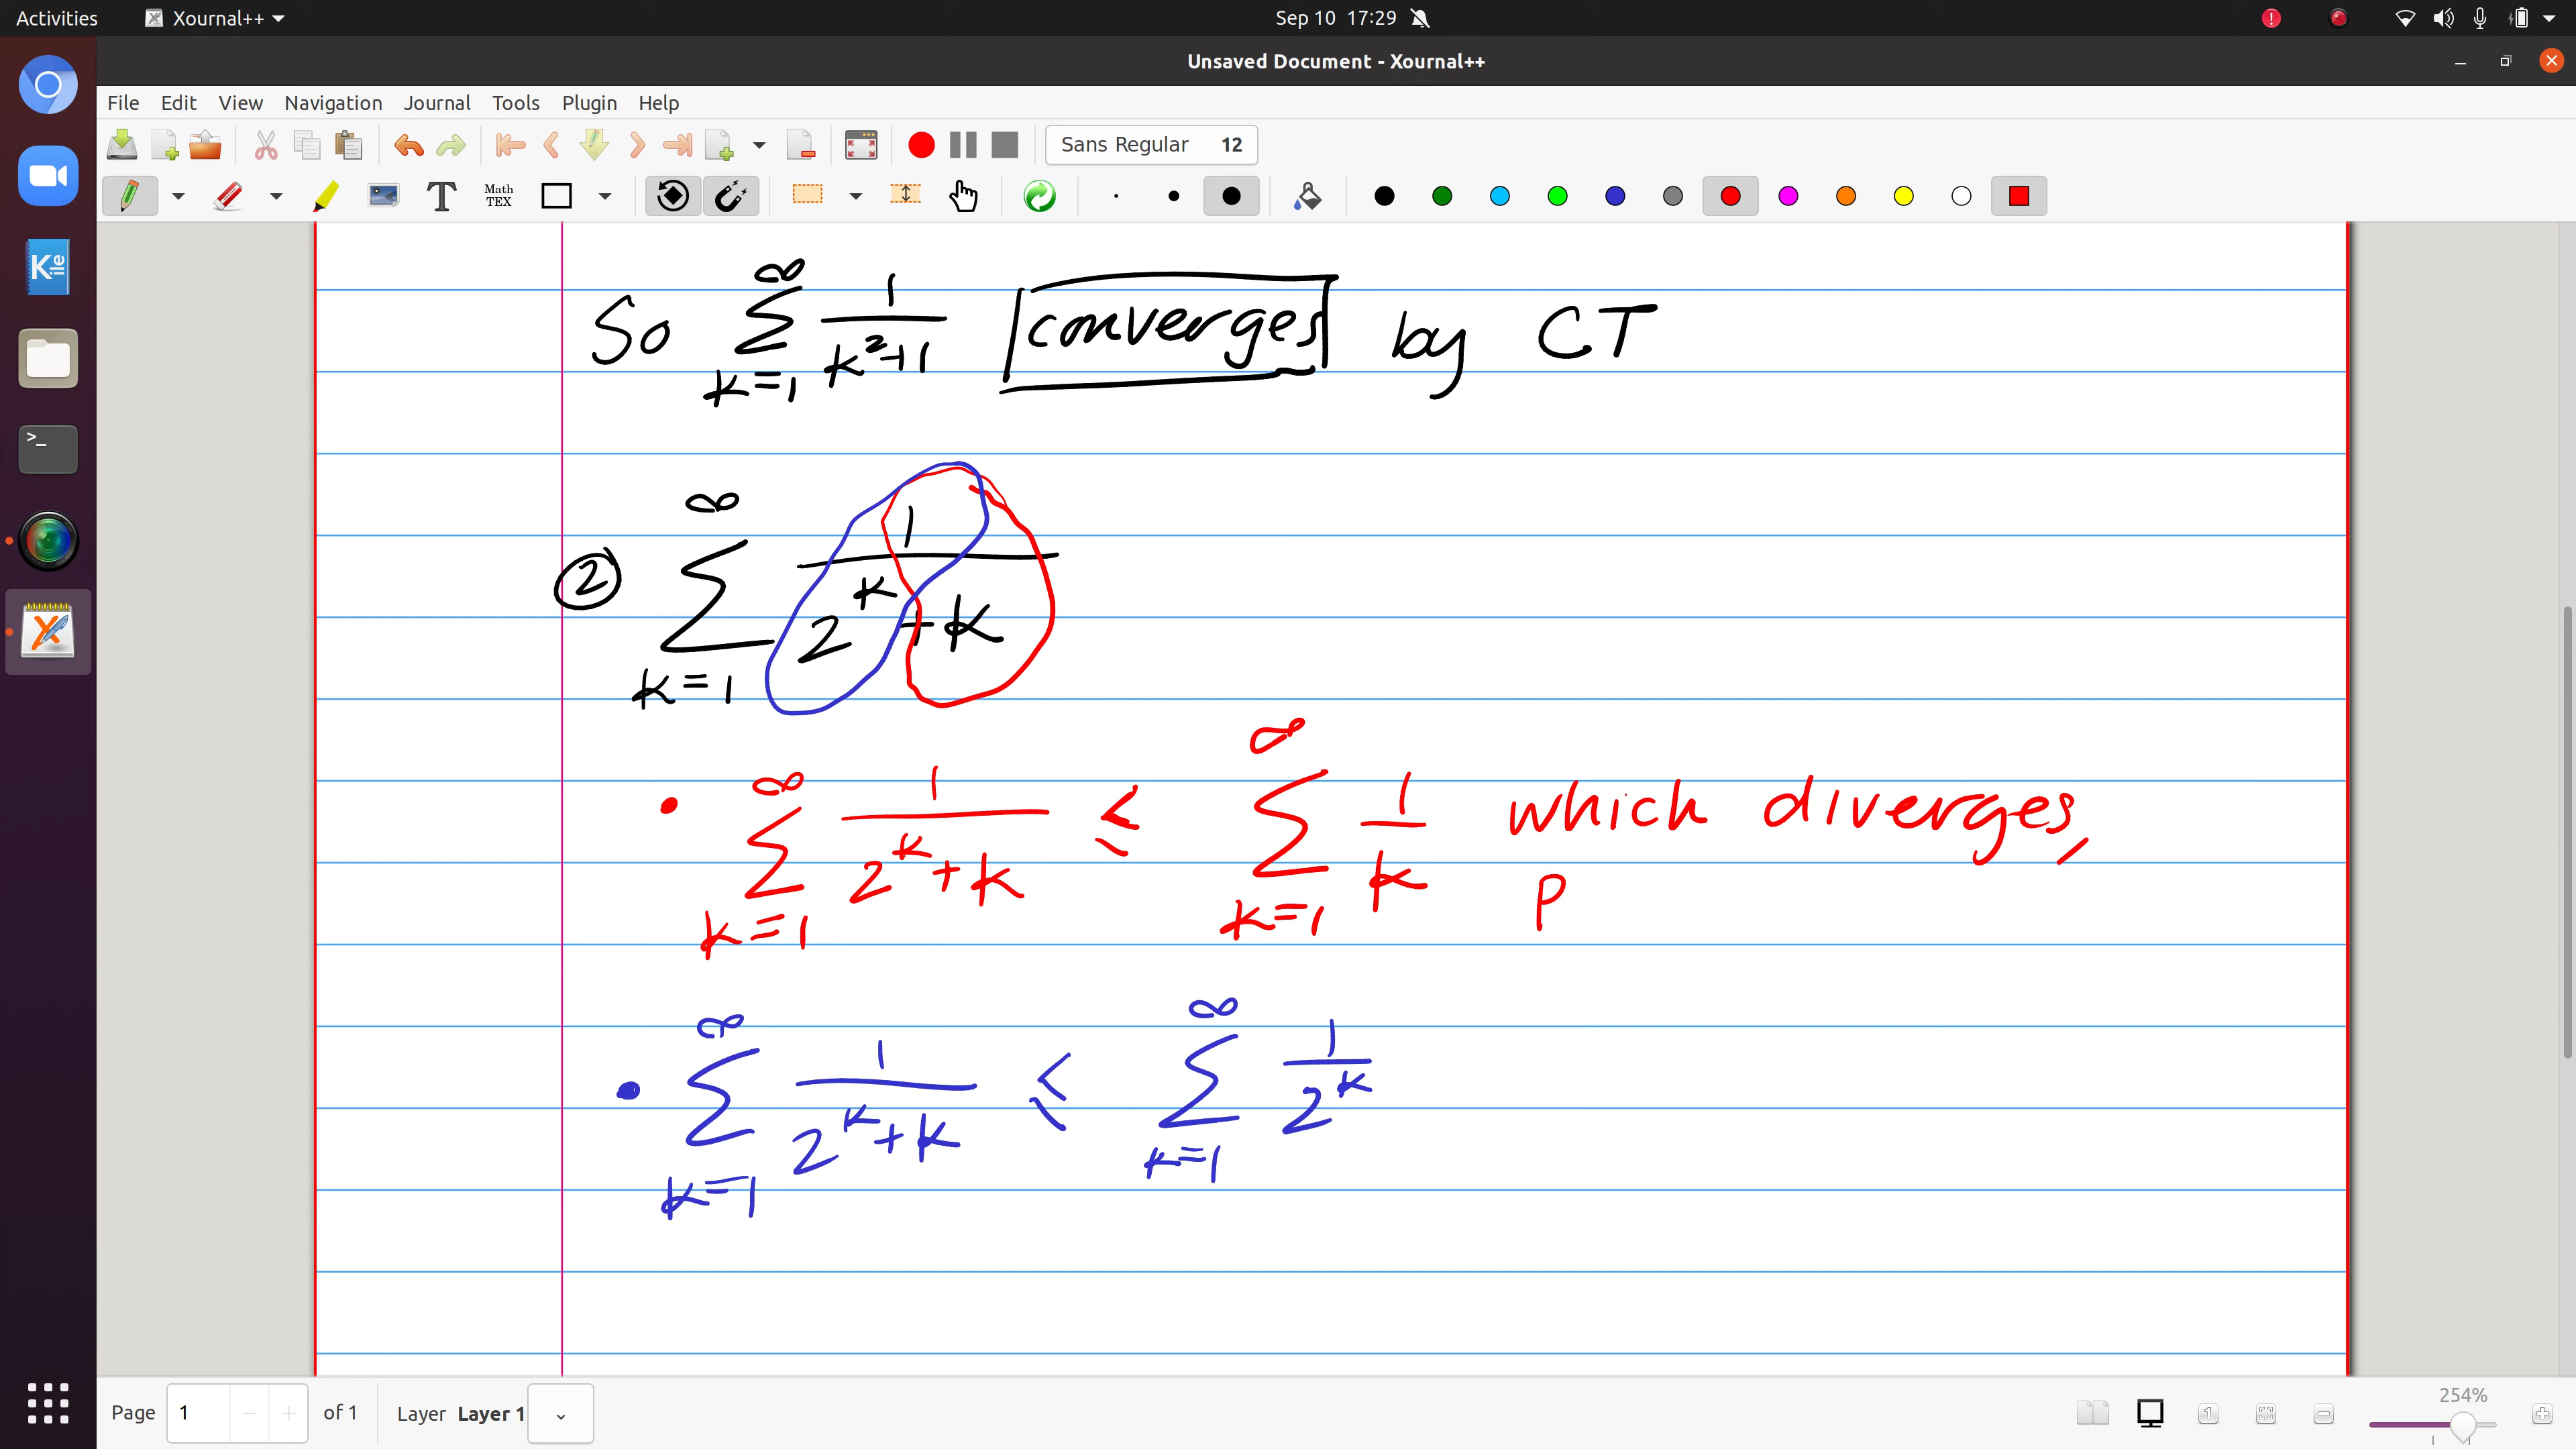 Activities Xournal++ Sep 10 17:29
Unsaved Document - Xournal++
File Edit View Navigation Journal Tools Plugin Help
Sans Regular 12
Math
TEX
So ∞ ∑ k=1 1/(k²+1) converges by CT
② ∞ ∑ k=1 1/(2^k + k)
• ∞ ∑ k=1 1/(2^k + k) ≤ ∞ ∑ k=1 1/k which diverges,
p
• ∞ ∑ k=1 1/(2^k + k) ≤ ∞ ∑ k=1 1/2^k
Page 1 of 1 Layer Layer 1 254%